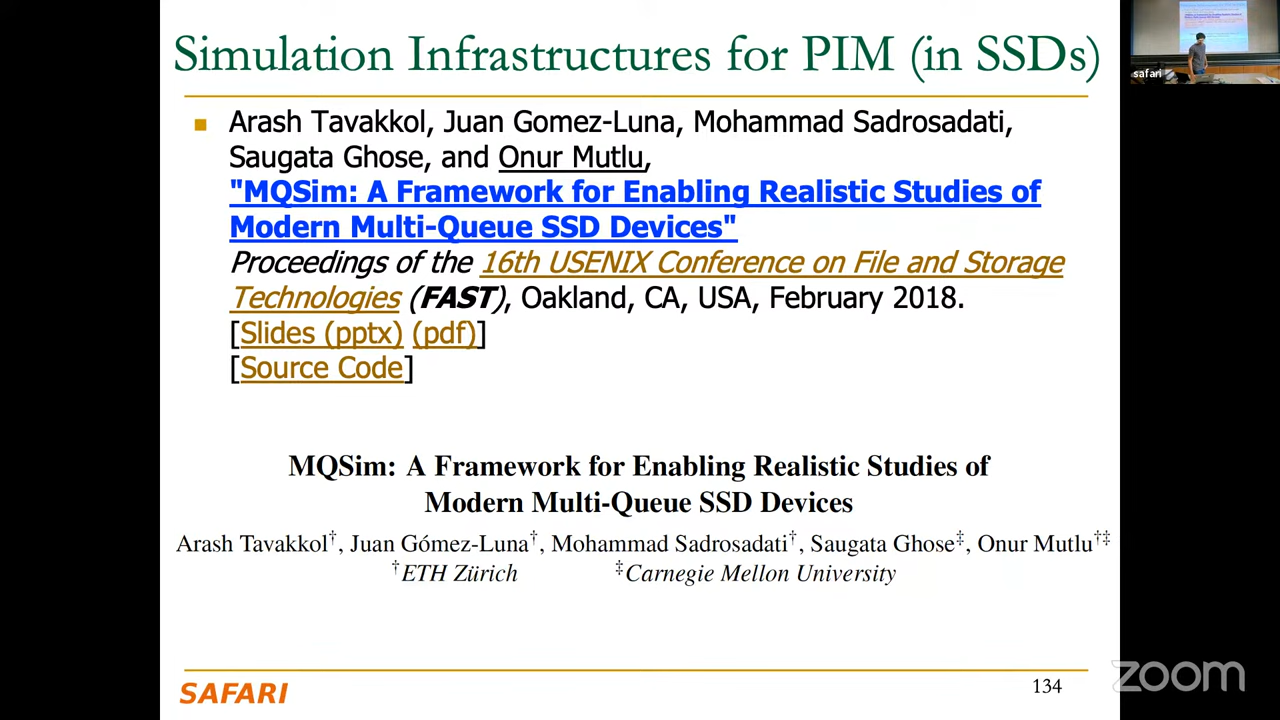 Simulation Infrastructures for PIM (in SSDs)
Arash Tavakkol, Juan Gomez-Luna, Mohammad Sadrosadati,
Saugata Ghose, and Onur Mutlu,
"MQSim: A Framework for Enabling Realistic Studies of
Modern Multi-Queue SSD Devices"
Proceedings of the 16th USENIX Conference on File and Storage
Technologies (FAST), Oakland, CA, USA, February 2018.
[Slides (pptx) (pdf)]
[Source Code]
MQSim: A Framework for Enabling Realistic Studies of
Modern Multi-Queue SSD Devices
Arash Tavakkol†, Juan Gómez-Luna†, Mohammad Sadrosadati†, Saugata Ghose‡, Onur Mutlu†‡
†ETH Zürich ‡Carnegie Mellon University
SAFARI
134
safari
zoom